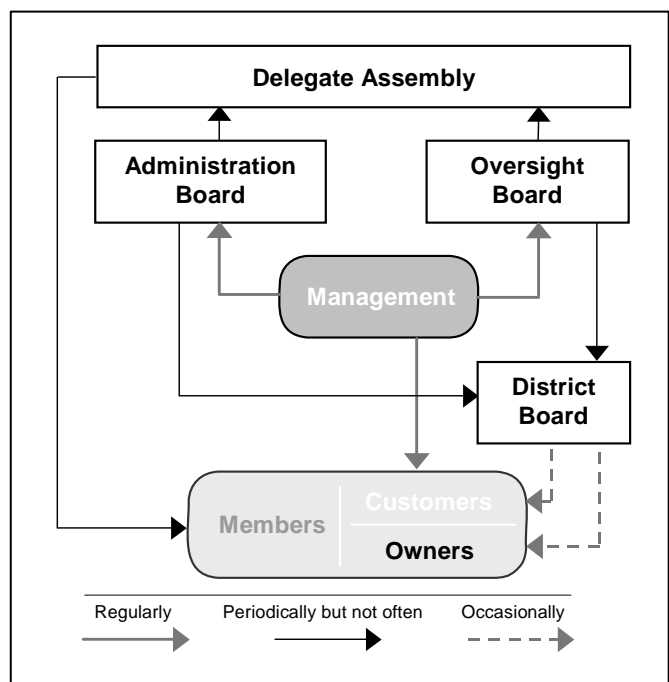 Delegate Assembly
Administration
Board
Oversight
Board
Management
District
Board
Members
Customers
Owners
Regularly
Periodically but not often
Occasionally